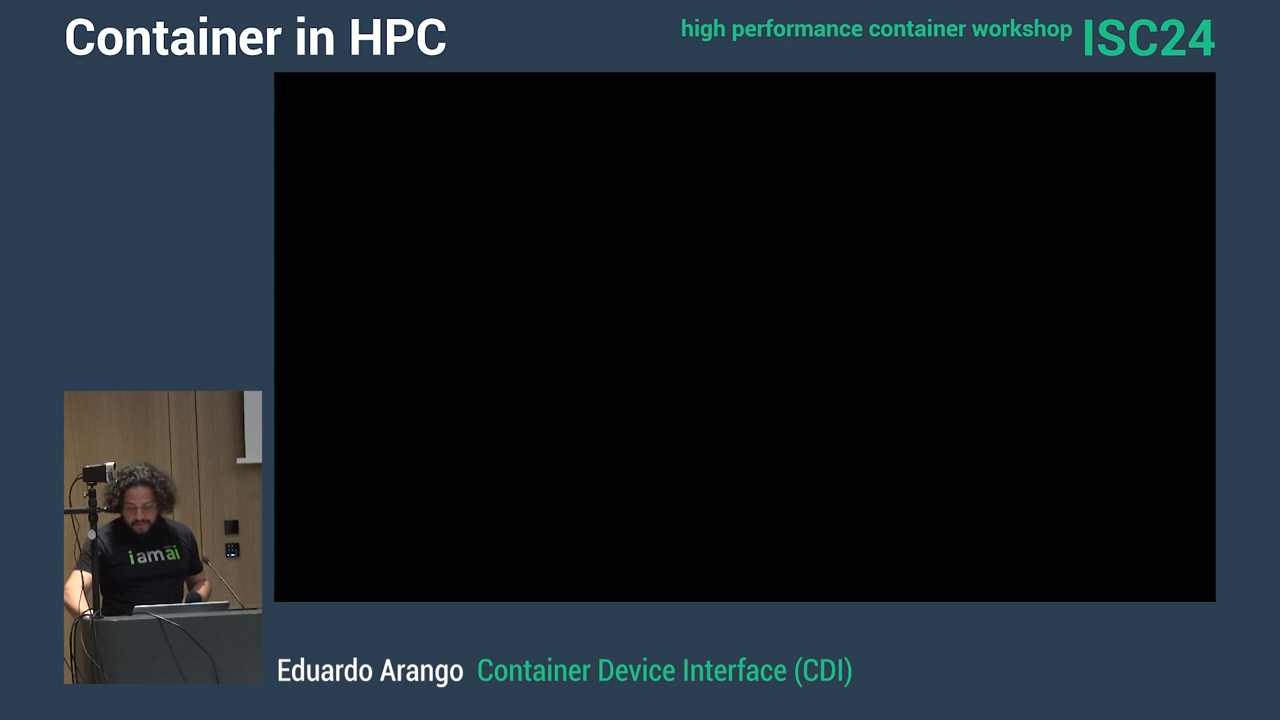 Container in HPC
high performance container workshop ISC24
i am ai
Eduardo Arango Container Device Interface (CDI)